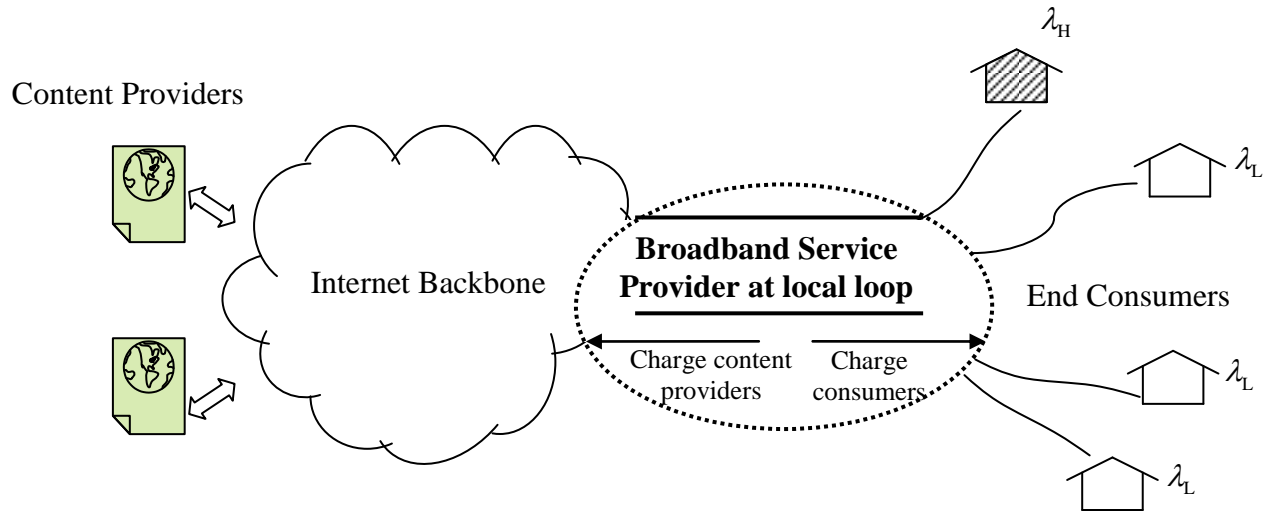 λH
Content Providers
λL
Broadband Service
Provider at local loop
Internet Backbone
End Consumers
Charge content
providers
Charge
consumers
λL
λL